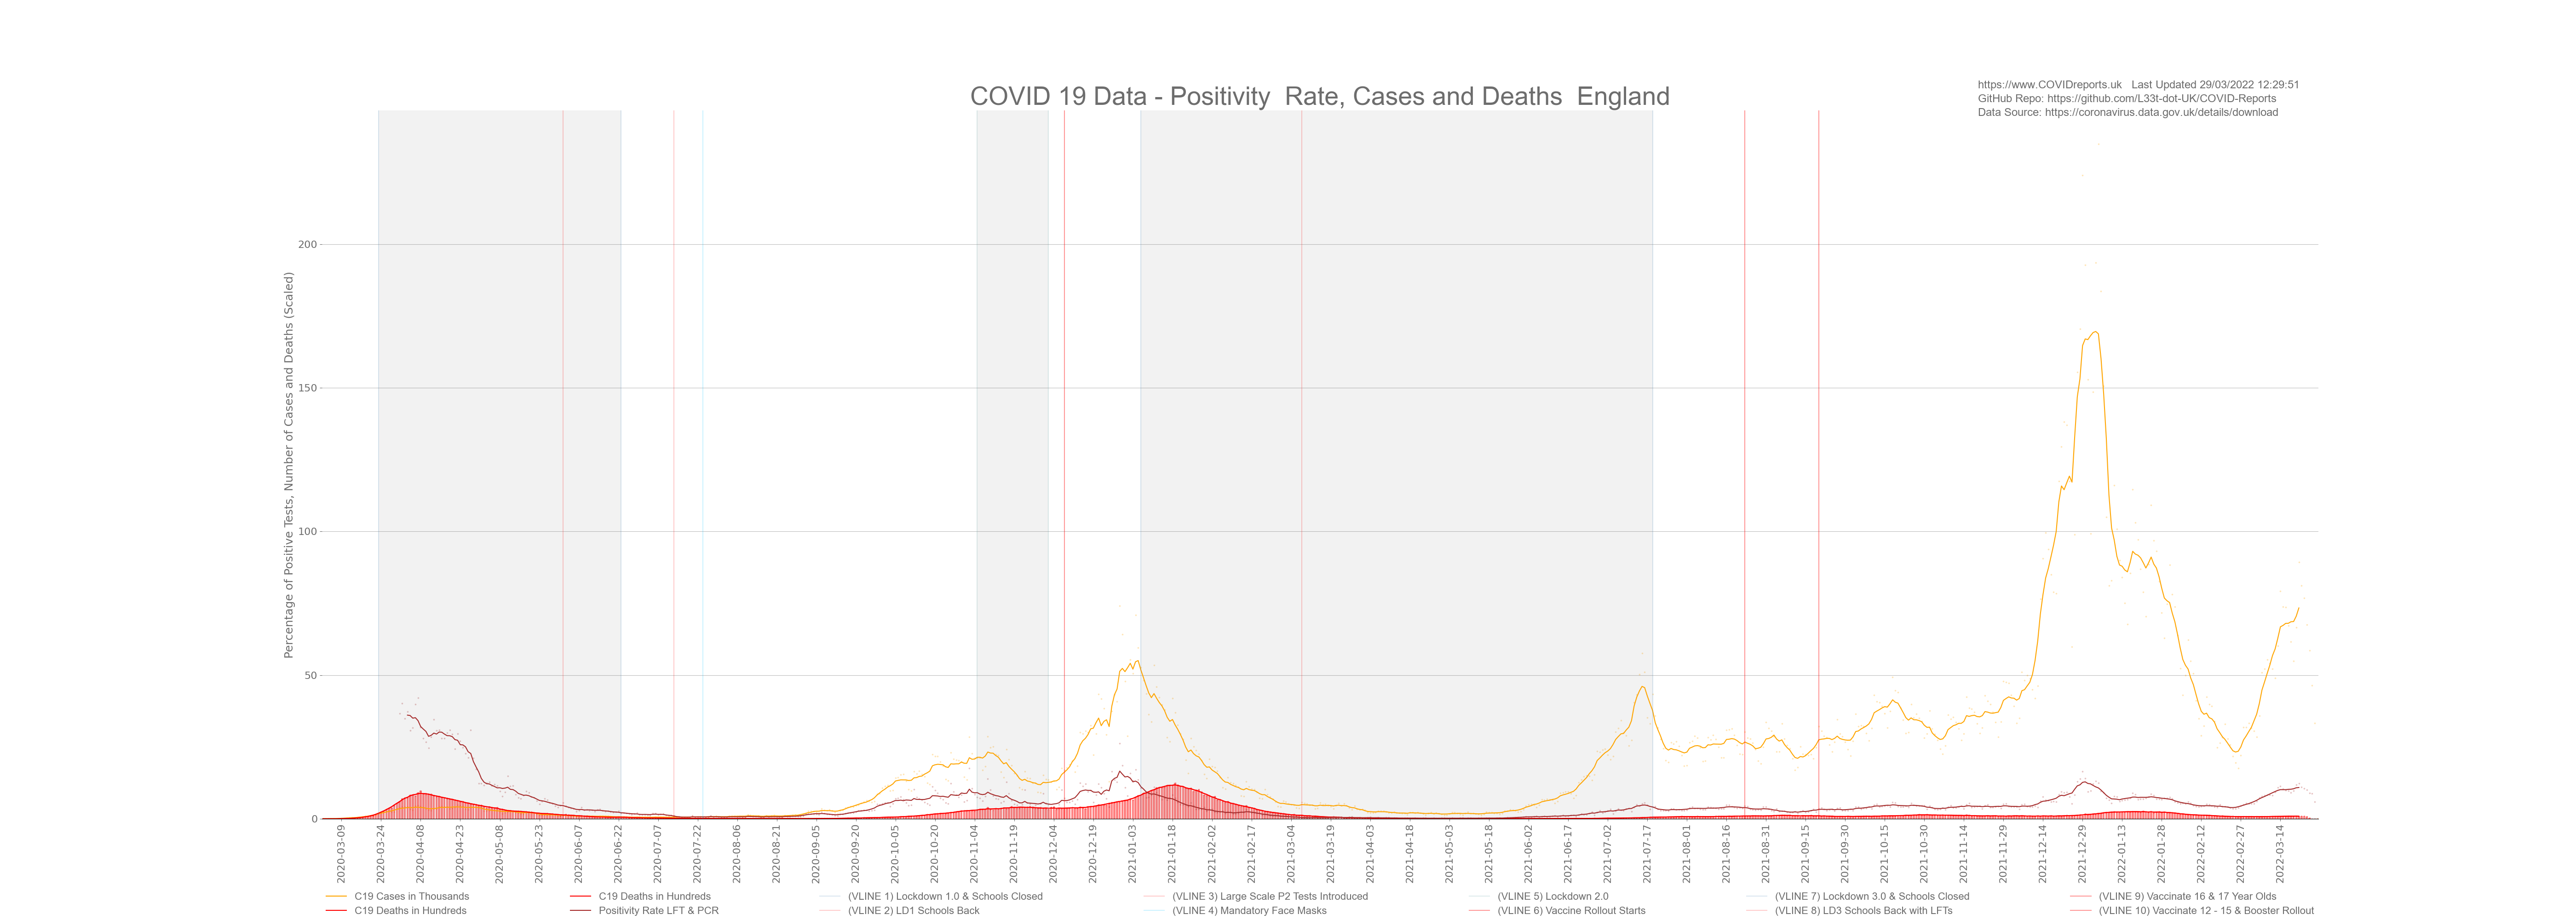 COVID 19 Data - Positivity  Rate, Cases and Deaths  England
https://www.COVIDreports.uk   Last Updated 29/03/2022 12:29:51
GitHub Repo: https://github.com/L33t-dot-UK/COVID-Reports
Data Source: https://coronavirus.data.gov.uk/details/download
Percentage of Positive Tests, Number of Cases and Deaths (Scaled)
200
150
100
50
0
2020-03-09
2020-03-24
2020-04-08
2020-04-23
2020-05-08
2020-05-23
2020-06-07
2020-06-22
2020-07-07
2020-07-22
2020-08-06
2020-08-21
2020-09-05
2020-09-20
2020-10-05
2020-10-20
2020-11-04
2020-11-19
2020-12-04
2020-12-19
2021-01-03
2021-01-18
2021-02-02
2021-02-17
2021-03-04
2021-03-19
2021-04-03
2021-04-18
2021-05-03
2021-05-18
2021-06-02
2021-06-17
2021-07-02
2021-07-17
2021-08-01
2021-08-16
2021-08-31
2021-09-15
2021-09-30
2021-10-15
2021-10-30
2021-11-14
2021-11-29
2021-12-14
2021-12-29
2022-01-13
2022-01-28
2022-02-12
2022-02-27
2022-03-14
C19 Cases in Thousands
C19 Deaths in Hundreds
C19 Deaths in Hundreds
Positivity Rate LFT & PCR
(VLINE 1) Lockdown 1.0 & Schools Closed
(VLINE 2) LD1 Schools Back
(VLINE 3) Large Scale P2 Tests Introduced
(VLINE 4) Mandatory Face Masks
(VLINE 5) Lockdown 2.0
(VLINE 6) Vaccine Rollout Starts
(VLINE 7) Lockdown 3.0 & Schools Closed
(VLINE 8) LD3 Schools Back with LFTs
(VLINE 9) Vaccinate 16 & 17 Year Olds
(VLINE 10) Vaccinate 12 - 15 & Booster Rollout